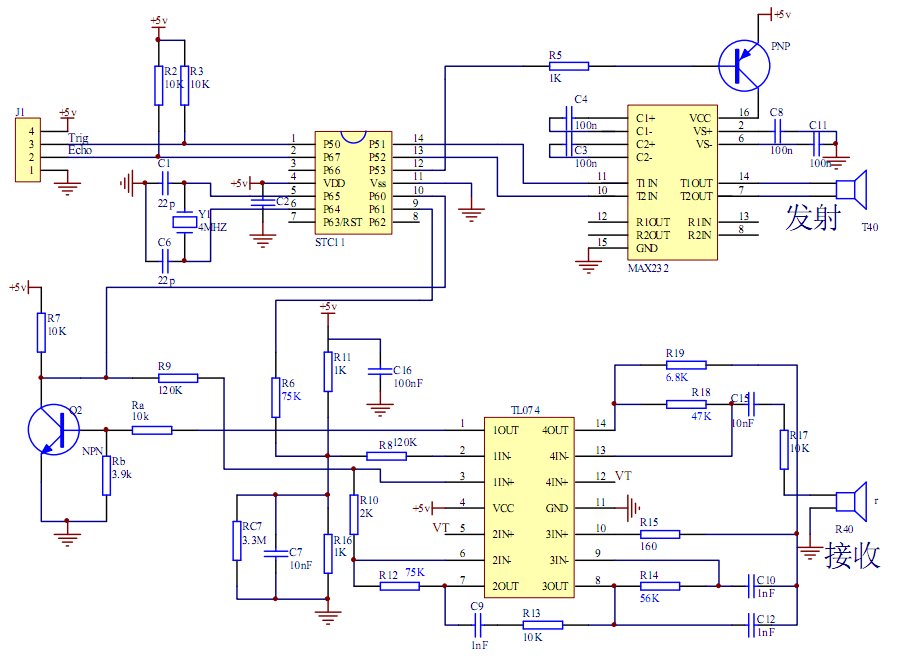 +5v
+5v
R5
1K
PNP
R2
10K
R3
10K
C4
100n
C3
100n
J1
4
3
2
1
+5v
Trig
Echo
1
2
3
4
5
6
7
P50
P67
P66
VDD
P65
P64
P63/RST
P51
P52
P53
Vss
P60
P61
P62
14
13
12
11
10
9
8
STC11
+5v
C1
22p
C2
Y1
4MHZ
C6
22p
C1+
C1-
C2+
C2-
T1IN
T2IN
R1OUT
R2OUT
GND
VCC
VS+
VS-
T1OUT
T2OUT
R1IN
R2IN
11
10
12
8
15
16
2
6
14
7
13
8
MAX232
C8
100n
C11
100n
发射
T40
+5v
R7
10K
R9
120K
Q2
NPN
Ra
10k
Rb
3.9k
+5v
R11
1K
C16
100nF
R6
75K
R8
120K
R10
2K
RC7
3.3M
C7
10nF
R16
1K
R12
75K
+5v
VT
TL074
1
2
3
4
5
6
7
1OUT
1IN-
1IN+
VCC
2IN+
2IN-
2OUT
4OUT
4IN-
4IN+
GND
3IN+
3IN-
3OUT
14
13
12
11
10
9
8
VT
C9
1nF
R13
10K
R19
6.8K
R18
47K
C15
10nF
R17
10K
R15
160
R14
56K
C10
1nF
C12
1nF
r
R40
接收